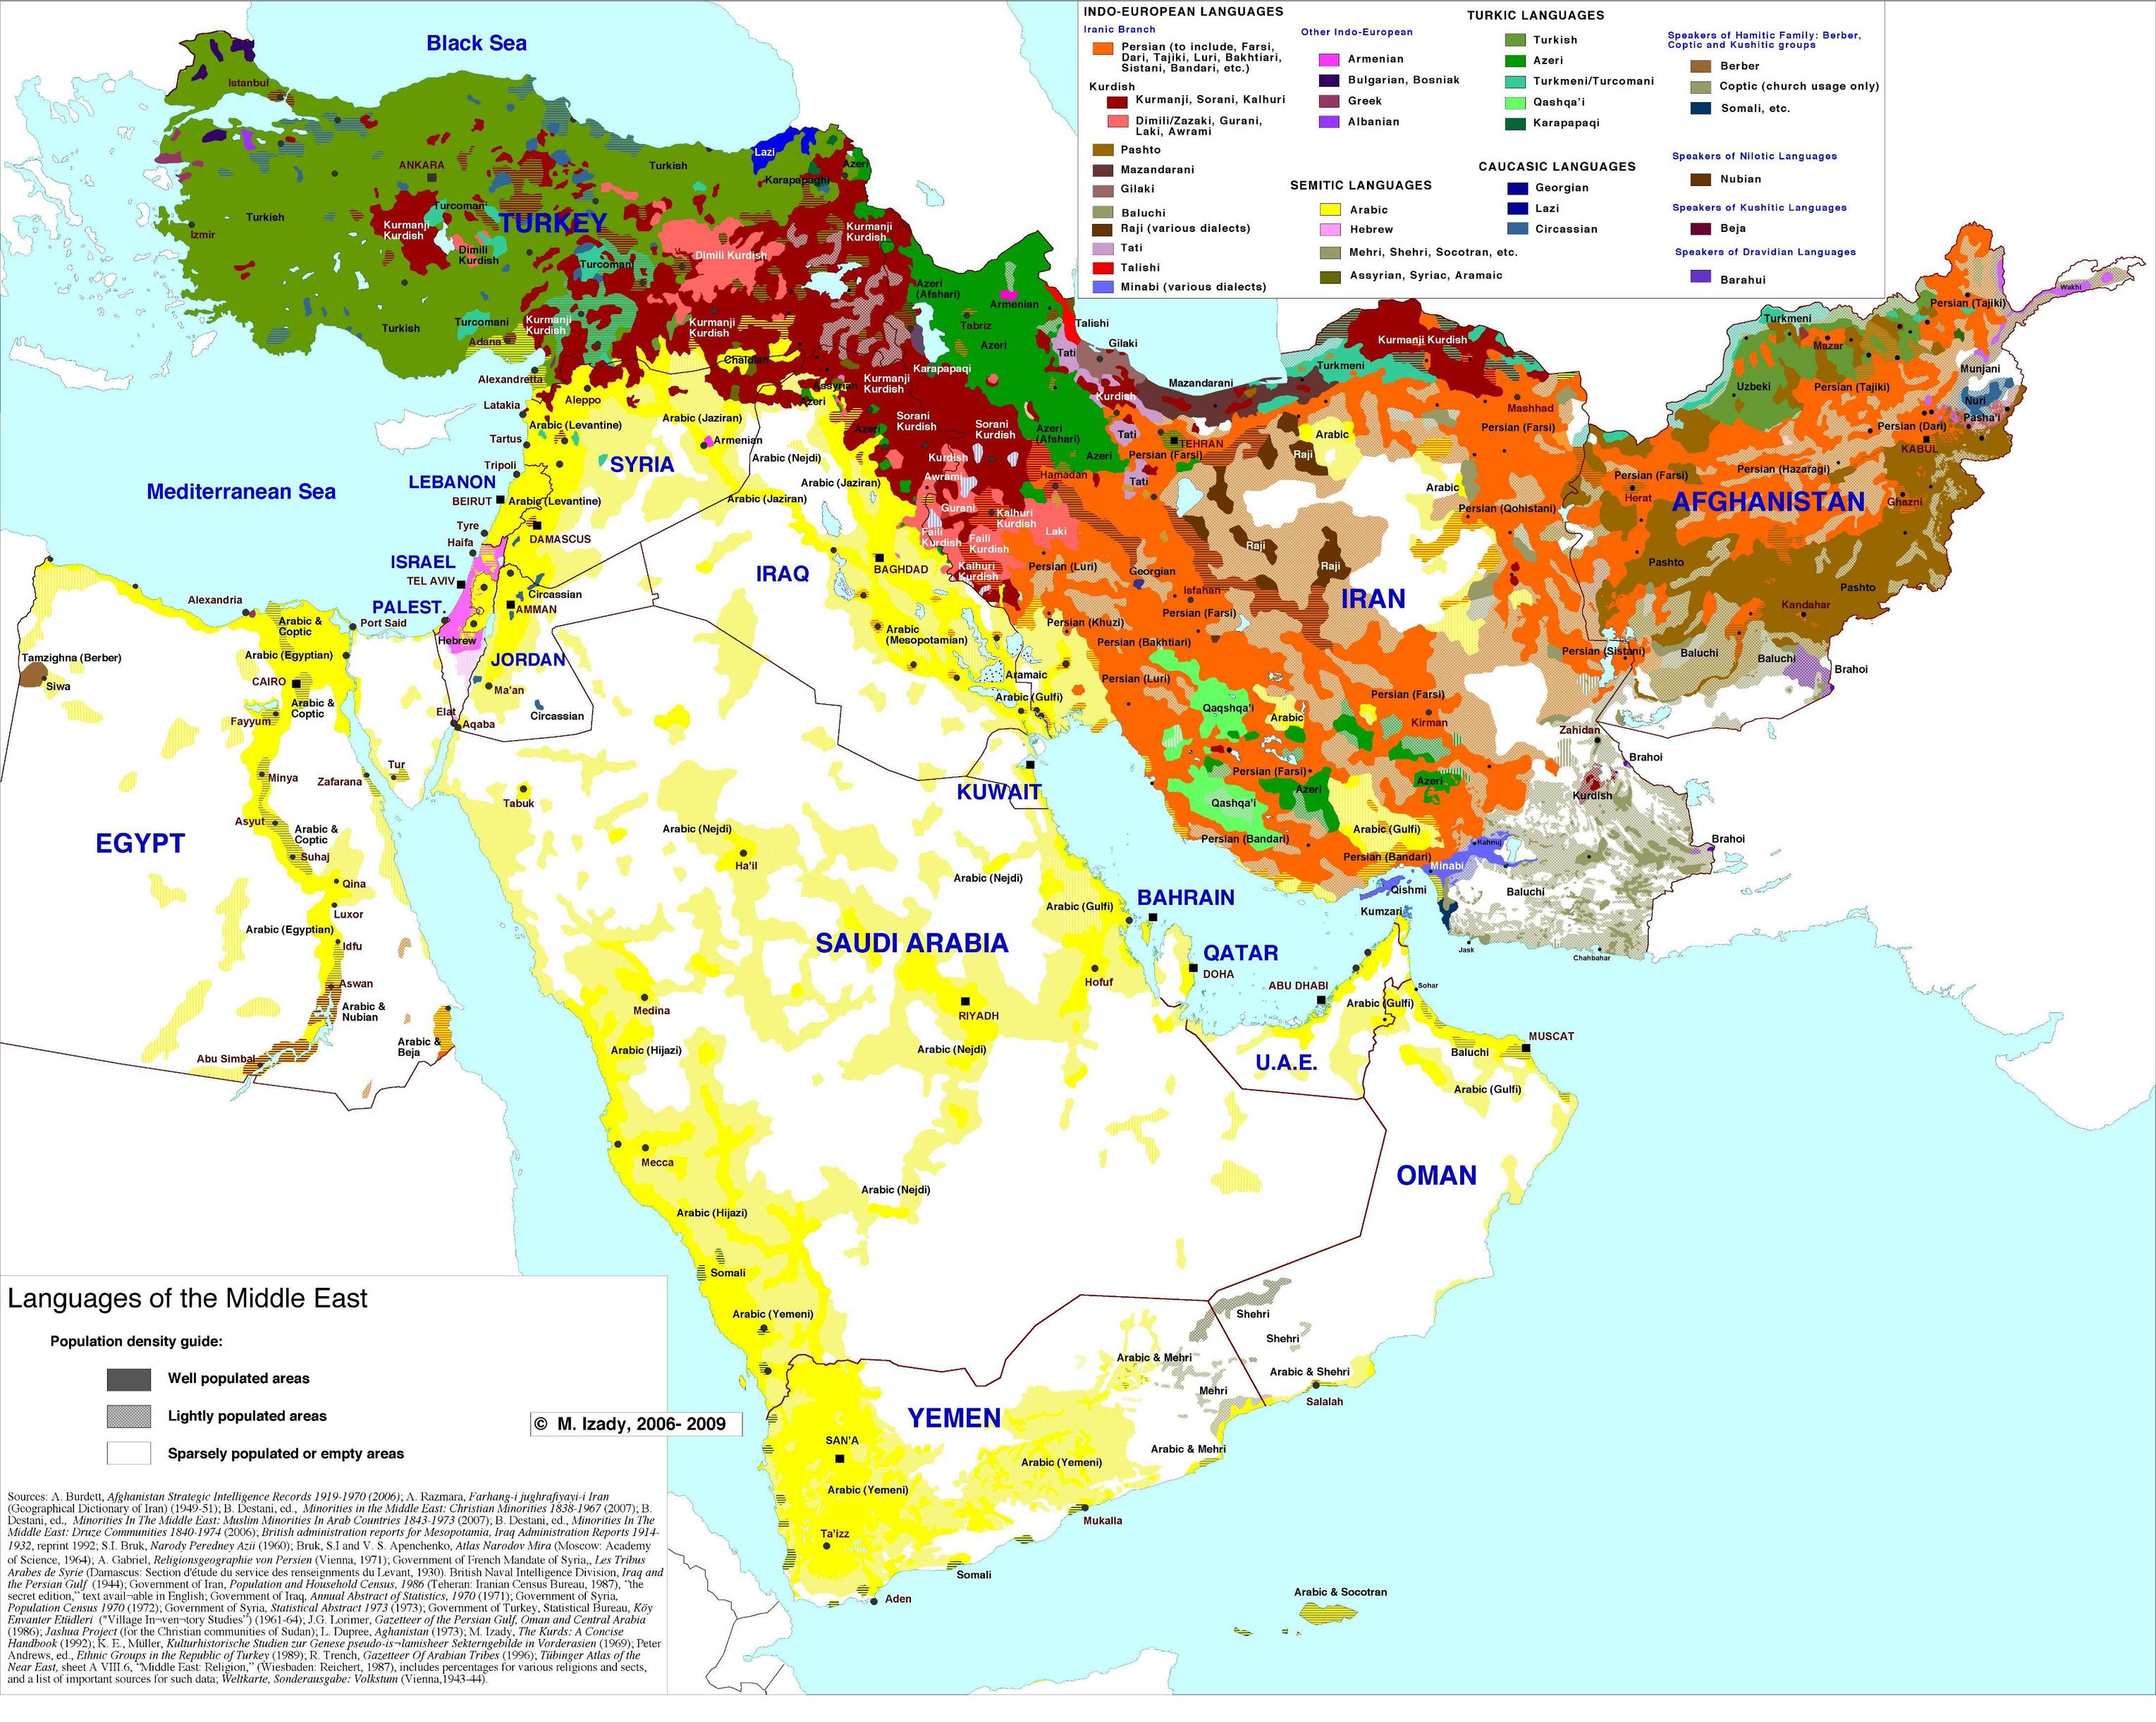 INDO-EUROPEAN LANGUAGES
Iranic Branch
Persian (to include, Farsi,
Dari, Tajiki, Luri, Bakhtiari,
Sistani, Bandari, etc.)
Kurdish
Kurmanji, Sorani, Kalhuri
Dimili/Zazaki, Gurani,
Laki, Awrami
Pashto
Mazandarani
Gilaki
Baluchi
Raji (various dialects)
Tati
Talishi
Minabi (various dialects)
Other Indo-European
Armenian
Bulgarian, Bosniak
Greek
Albanian
SEMITIC LANGUAGES
Arabic
Hebrew
Mehri, Shehri, Socotran, etc.
Assyrian, Syriac, Aramaic
TURKIC LANGUAGES
Turkish
Azeri
Turkmeni/Turcomani
Qashqa'i
Karapapaqi
CAUCASIC LANGUAGES
Georgian
Lazi
Circassian
Speakers of Hamitic Family: Berber,
Coptic and Kushitic groups
Berber
Coptic (church usage only)
Somali, etc.
Speakers of Nilotic Languages
Nubian
Speakers of Kushitic Languages
Beja
Speakers of Dravidian Languages
Barahui
Black Sea
Istanbul
ANKARA
Turkish
Lazi
Azeri
Karapapaghi
Turkish
Izmir
Kurmanji
Kurdish
Turcomani
TURKEY
Dimili
Kurdish
Turcomani
Dimili Kurdish
Kurmanji
Kurdish
Turkish
Turcomani
Adana
Kurmanji
Kurdish
Kurmanji
Kurdish
Azeri
(Afshari)
Armenian
Tabriz
Azeri
Talishi
Tati
Gilaki
Chaldian
Assyrian
Azeri
Karapapaqi
Kurmanji
Kurdish
Alexandretta
Latakia
Aleppo
Arabic (Levantine)
Tartus
Arabic (Jaziran)
Armenian
Tripoli
SYRIA
LEBANON
BEIRUT
Arabic (Levantine)
Mediterranean Sea
Tyre
Haifa
DAMASCUS
ISRAEL
TEL AVIV
PALEST.
Port Said
Hebrew
Circassian
AMMAN
JORDAN
Ma'an
Circassian
Elat
Aqaba
Arabic (Nejdi)
Arabic (Jaziran)
Arabic (Jaziran)
IRAQ
BAGHDAD
Arabic
(Mesopotamian)
Aramaic
Arabic (Gulfi)
Azeri
Sorani
Kurdish
Sorani
Kurdish
Azeri
(Afshari)
Azeri
Kurdish
Awrami
Gurani
Faili
Kurdish
Faili
Kurdish
Kalhuri
Kurdish
Kalhuri
Kurdish
Laki
Hamadan
Kurdish
Tati
Tati
Mazandarani
TEHRAN
Persian (Farsi)
Turkmeni
Kurmanji Kurdish
Mashhad
Persian (Farsi)
Arabic
Raji
Arabic
Persian (Qohistani)
Raji
Raji
IRAN
Persian (Luri)
Georgian
Isfahan
Persian (Farsi)
Persian (Khuzi)
Persian (Bakhtiari)
Persian (Luri)
Qaqshqa'i
Arabic
Persian (Farsi)
Kirman
Persian (Farsi)
Azeri
Azeri
Qashqa'i
Persian (Bandari)
Arabic (Gulfi)
Persian (Bandari)
Minabi
Kahnuj
Qishmi
Kumzari
Zahidan
Kurdish
Baluchi
Jask
Chahbahar
Brahoi
Brahoi
Turkmeni
Mazar
Uzbeki
Persian (Tajiki)
Persian (Tajiki)
Wakhi
Munjani
Nuri
Pasha'i
Persian (Dari)
KABUL
Persian (Farsi)
Herat
Persian (Hazaragi)
AFGHANISTAN
Ghazni
Pashto
Pashto
Kandahar
Persian (Sistani)
Baluchi
Baluchi
Brahoi
Alexandria
Arabic &
Coptic
Arabic (Egyptian)
CAIRO
Arabic &
Coptic
Fayyum
Tamzighna (Berber)
Siwa
Minya
Zafarana
Tur
EGYPT
Asyut
Arabic &
Coptic
Suhaj
Qina
Luxor
Arabic (Egyptian)
Idfu
Aswan
Arabic &
Nubian
Arabic &
Beja
Abu Simbal
Tabuk
Arabic (Nejdi)
Ha'il
KUWAIT
Arabic (Nejdi)
Arabic (Gulfi)
BAHRAIN
SAUDI ARABIA
QATAR
DOHA
Hofuf
Medina
RIYADH
Arabic (Hijazi)
Arabic (Nejdi)
ABU DHABI
Arabic (Gulfi)
Sohar
U.A.E.
MUSCAT
Baluchi
Arabic (Gulfi)
Mecca
Arabic (Nejdi)
OMAN
Arabic (Hijazi)
Somali
Arabic (Yemeni)
Shehri
Shehri
Arabic & Mehri
Arabic & Shehri
Mehri
Salalah
YEMEN
SAN'A
Arabic & Mehri
Arabic (Yemeni)
Arabic (Yemeni)
Mukalla
Ta'izz
Somali
Aden
Arabic & Socotran
Languages of the Middle East
Population density guide:
Well populated areas
Lightly populated areas
Sparsely populated or empty areas
© M. Izady, 2006- 2009
Sources: A. Burdett, Afghanistan Strategic Intelligence Records 1919-1970 (2006); A. Razmara, Farhang-i jughrafiyayi-i Iran
(Geographical Dictionary of Iran) (1949-51); B. Destani, ed., Minorities in the Middle East: Christian Minorities 1838-1967 (2007); B.
Destani, ed., Minorities In The Middle East: Muslim Minorities In Arab Countries 1843-1973 (2007); B. Destani, ed., Minorities In The
Middle East: Druze Communities 1840-1974 (2006); British administration reports for Mesopotamia, Iraq Administration Reports 1914-
1932, reprint 1992; S.I. Bruk, Narody Peredney Azii (1960); Bruk, S.I and V. S. Apenchenko, Atlas Narodov Mira (Moscow: Academy
of Science, 1964); A. Gabriel, Religionsgeographie von Persien (Vienna, 1971); Government of French Mandate of Syria,, Les Tribus
Arabes de Syrie (Damascus: Section d'étude du service des renseignments du Levant, 1930). British Naval Intelligence Division, Iraq and
the Persian Gulf (1944); Government of Iran, Population and Household Census, 1986 (Teheran: Iranian Census Bureau, 1987), "the
secret edition," text avail¬able in English; Government of Iraq, Annual Abstract of Statistics, 1970 (1971); Government of Syria,
Population Census 1970 (1972); Government of Syria, Statistical Abstract 1973 (1973); Government of Turkey, Statistical Bureau, Köy
Envanter Etüdleri ("Village In¬ven¬tory Studies") (1961-64); J.G. Lorimer, Gazetteer of the Persian Gulf, Oman and Central Arabia
(1986); Jashua Project (for the Christian communities of Sudan); L. Dupree, Aghanistan (1973); M. Izady, The Kurds: A Concise
Handbook (1992); K. E., Müller, Kulturhistorische Studien zur Genese pseudo-is¬lamisheer Sekterngebilde in Vorderasien (1969); Peter
Andrews, ed., Ethnic Groups in the Republic of Turkey (1989); R. Trench, Gazetteer Of Arabian Tribes (1996); Tübinger Atlas of the
Near East, sheet A VIII.6, "Middle East: Religion," (Wiesbaden: Reichert, 1987), includes percentages for various religions and sects,
and a list of important sources for such data; Weltkarte, Sonderausgabe: Volkstum (Vienna,1943-44).